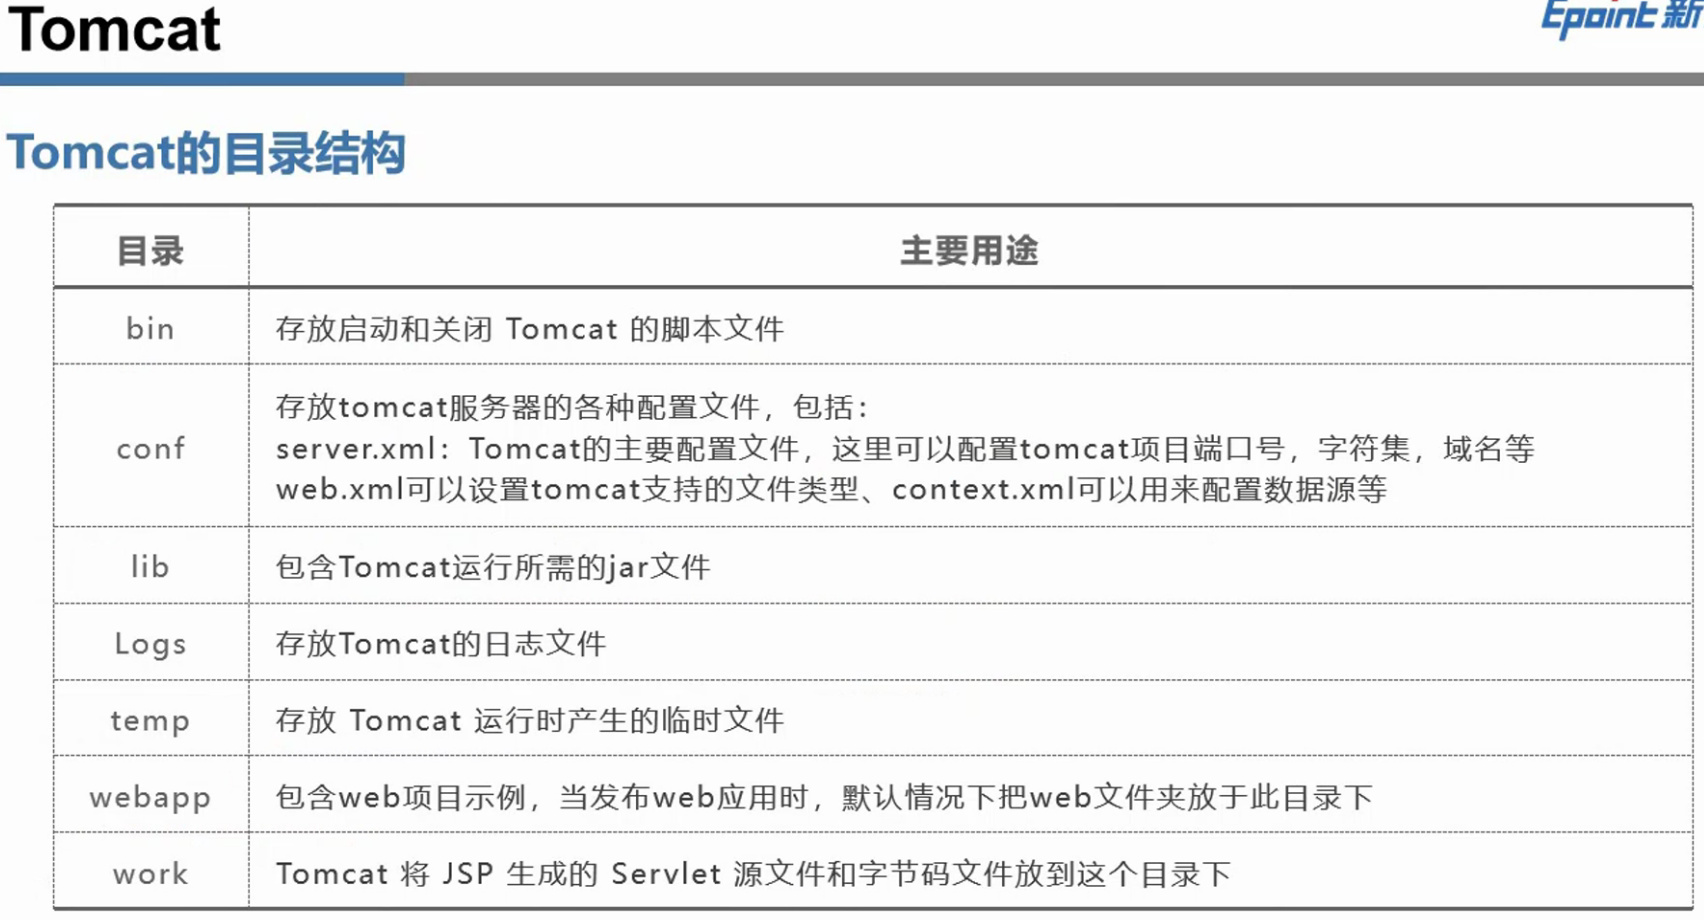 Tomcat
Epoint 新
Tomcat的目录结构
目录 主要用途
bin 存放启动和关闭 Tomcat 的脚本文件
conf 存放tomcat服务器的各种配置文件，包括：
server.xml：Tomcat的主要配置文件，这里可以配置tomcat项目端口号，字符集，域名等
web.xml可以设置tomcat支持的文件类型、context.xml可以用来配置数据源等
lib 包含Tomcat运行所需的jar文件
Logs 存放Tomcat的日志文件
temp 存放 Tomcat 运行时产生的临时文件
webapp 包含web项目示例，当发布web应用时，默认情况下把web文件夹放于此目录下
work Tomcat 将 JSP 生成的 Servlet 源文件和字节码文件放到这个目录下